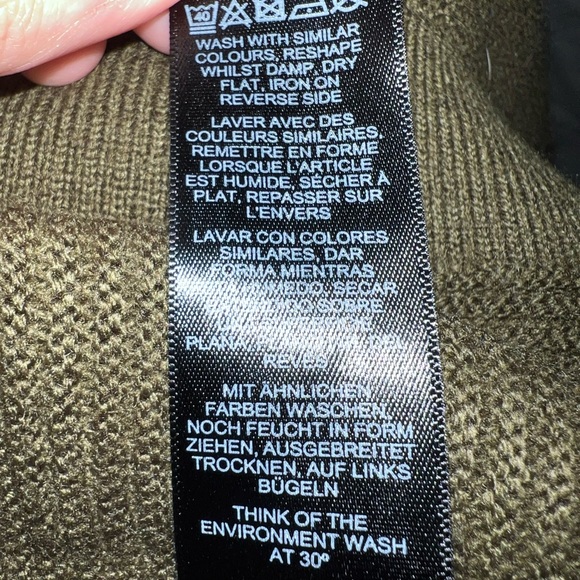 40
WASH WITH SIMILAR
COLOURS, RESHAPE
WHILST DAMP, DRY
FLAT, IRON ON
REVERSE SIDE
LAVER AVEC DES
COULEURS SIMILAIRES,
REMETTRE EN FORME
LORSQUE L'ARTICLE
EST HUMIDE, SÉCHER À
PLAT, REPASSER SUR
L'ENVERS
LAVAR CON COLORES
SIMILARES, DAR
FORMA MIENTRAS
SECAR
REVÉS
MIT ÄHNLICHEN
FARBEN WASCHEN,
NOCH FEUCHT IN FORM
ZIEHEN, AUSGEBREITET
TROCKNEN, AUF LINKS
BÜGELN
THINK OF THE
ENVIRONMENT WASH
AT 30º